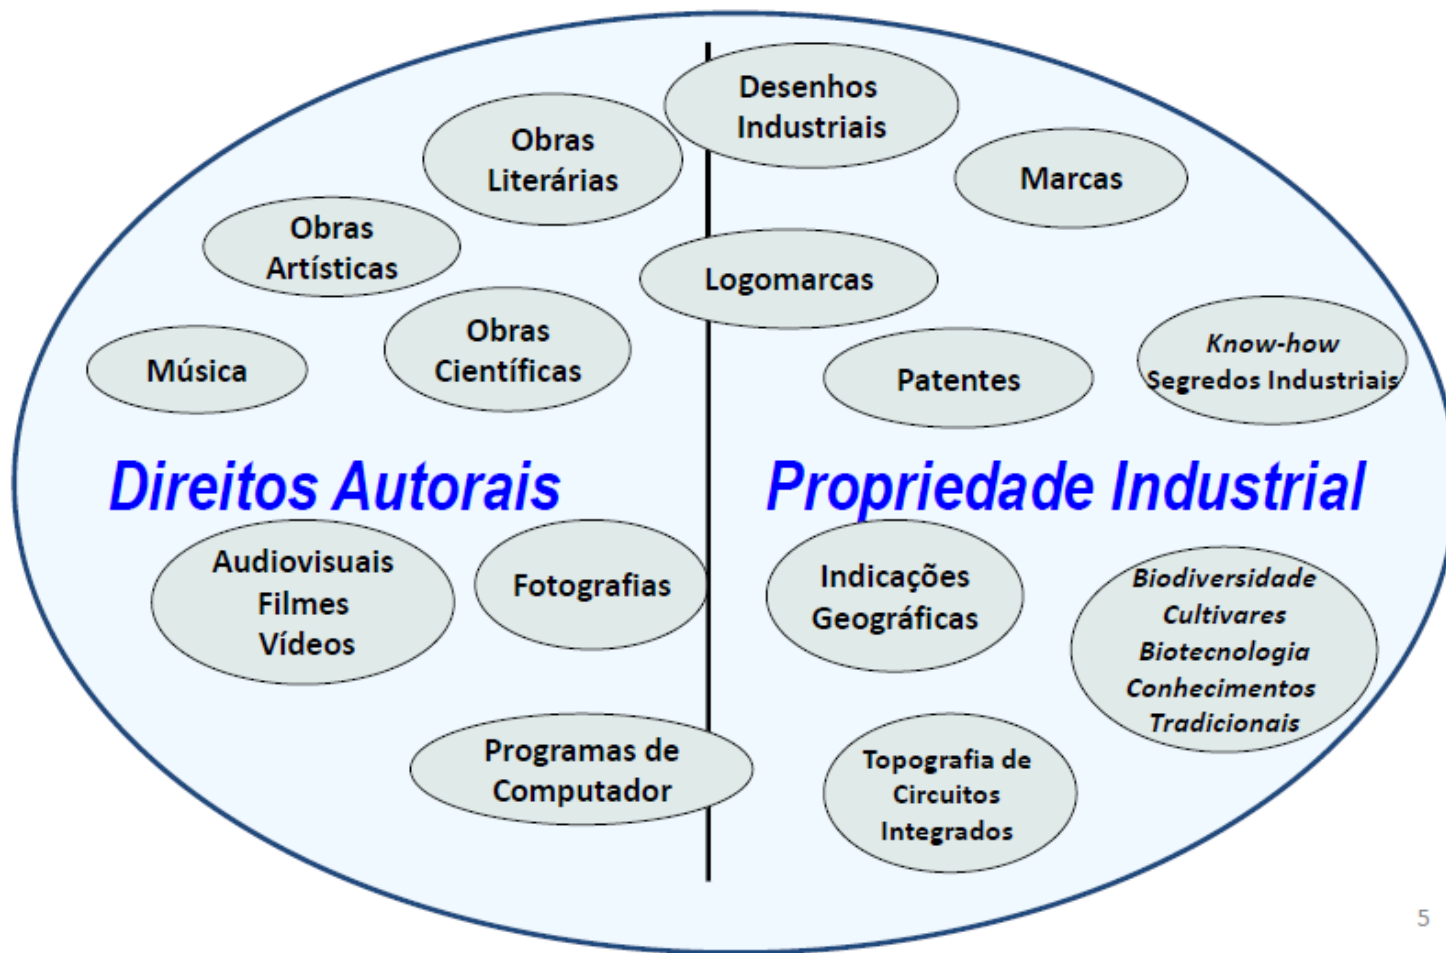 Desenhos
Industriais
Obras
Literárias
Marcas
Obras
Artísticas
Logomarcas
Obras
Científicas
Música
Patentes
Know-how
Segredos Industriais
Direitos Autorais
Propriedade Industrial
Audiovisuais
Filmes
Vídeos
Fotografias
Indicações
Geográficas
Biodiversidade
Cultivares
Biotecnologia
Conhecimentos
Tradicionais
Programas de
Computador
Topografia de
Circuitos
Integrados
5